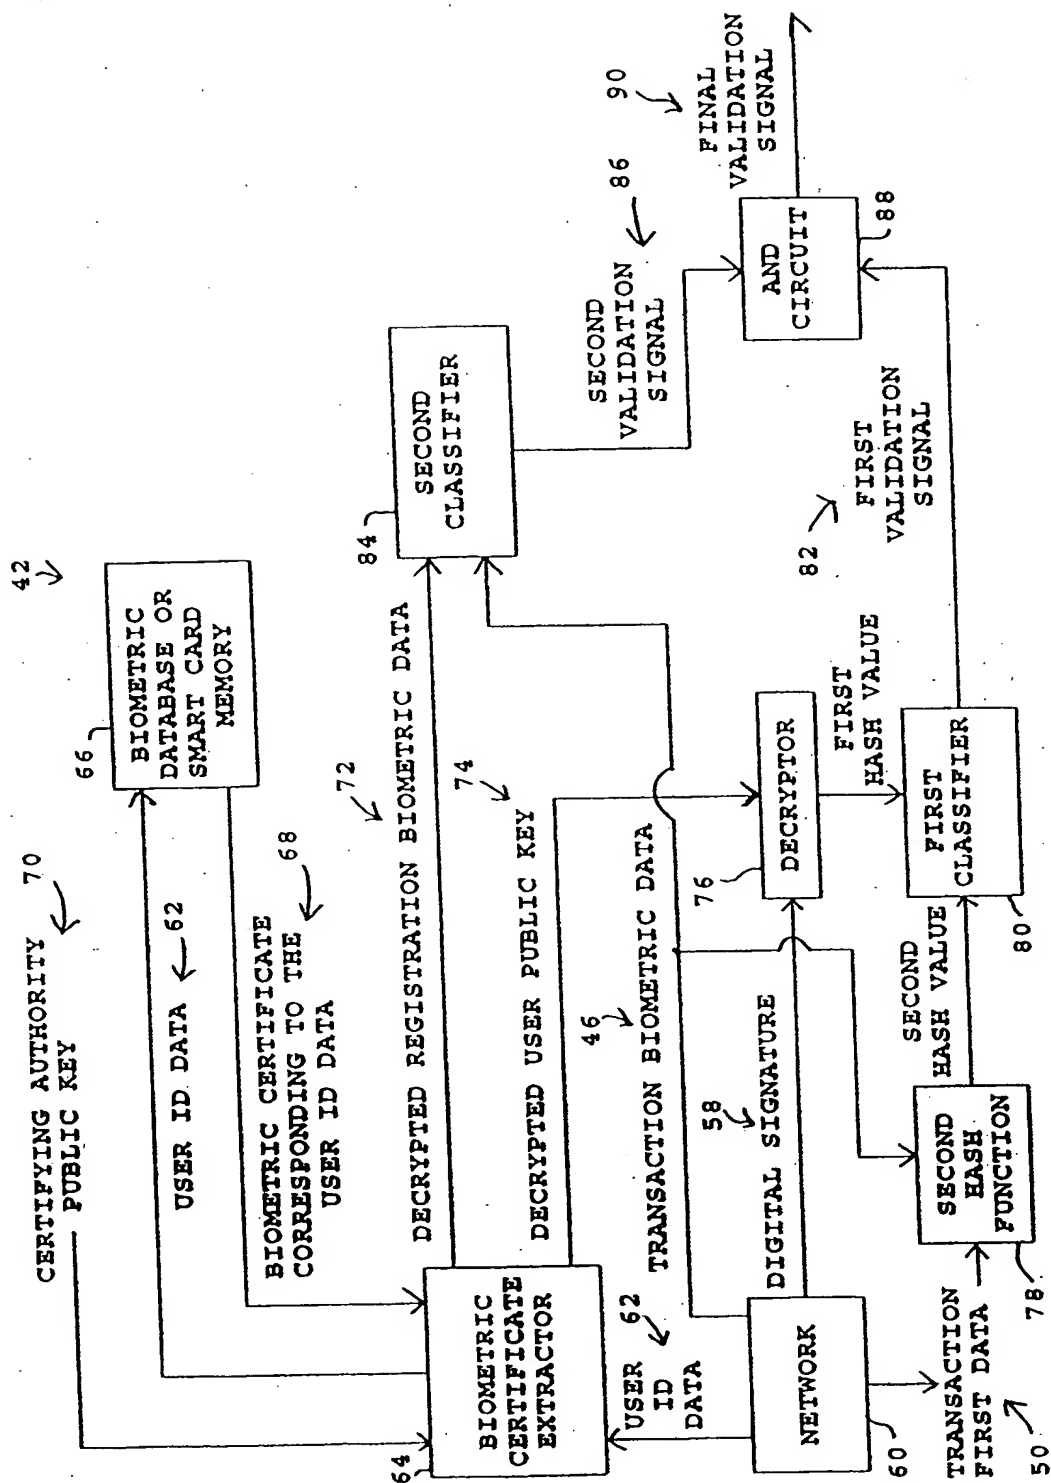 42
CERTIFYING AUTHORITY
PUBLIC KEY
70
USER ID DATA
62
66
BIOMETRIC
DATABASE OR
SMART CARD
MEMORY
BIOMETRIC CERTIFICATE
CORRESPONDING TO THE
USER ID DATA
68
64
BIOMETRIC
CERTIFICATE
EXTRACTOR
DECRYPTED REGISTRATION BIOMETRIC DATA
72
DECRYPTED USER PUBLIC KEY
74
84
SECOND
CLASSIFIER
SECOND
VALIDATION
SIGNAL
86
USER
ID
DATA
62
TRANSACTION BIOMETRIC DATA
46
NETWORK
60
DIGITAL SIGNATURE
58
DECRYPTOR
76
FIRST
HASH VALUE
TRANSACTION
FIRST DATA
50
SECOND
HASH
FUNCTION
78
SECOND
HASH VALUE
FIRST
CLASSIFIER
80
82
FIRST
VALIDATION
SIGNAL
AND
CIRCUIT
88
90
FINAL
VALIDATION
SIGNAL